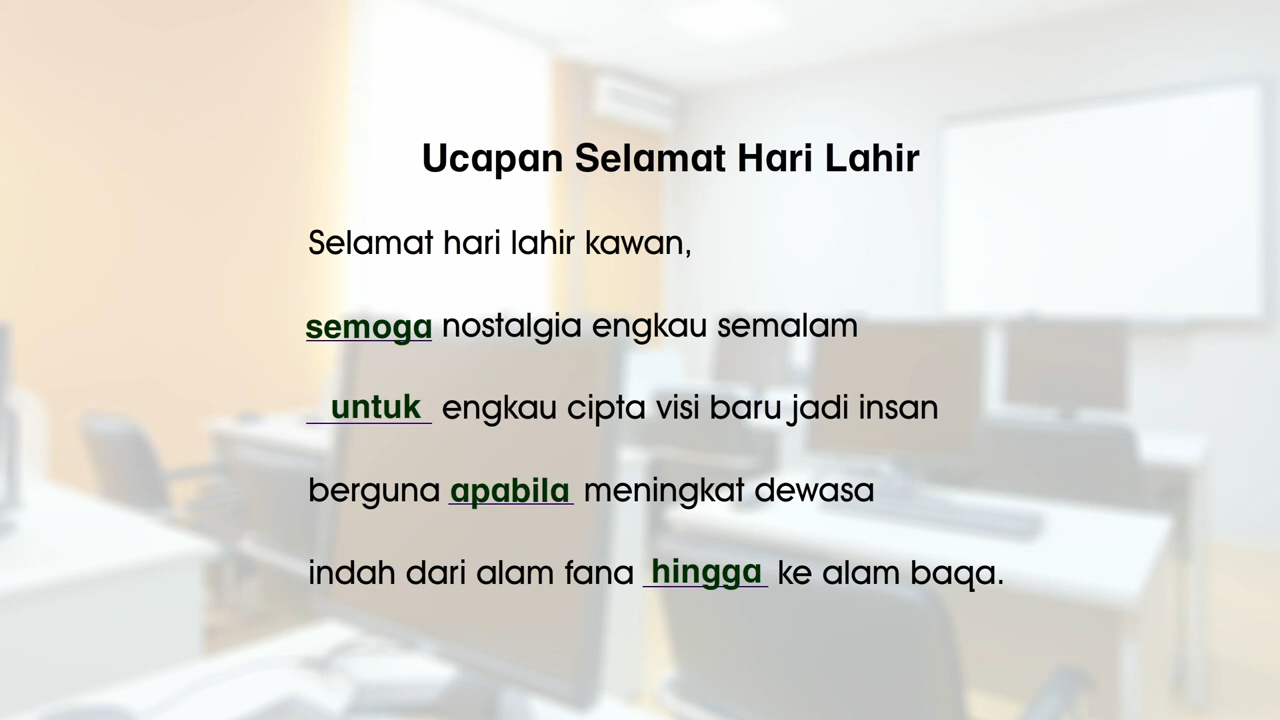 Ucapan Selamat Hari Lahir
Selamat hari lahir kawan,
semoga nostalgia engkau semalam
untuk engkau cipta visi baru jadi insan
berguna apabila meningkat dewasa
indah dari alam fana hingga ke alam baqa.